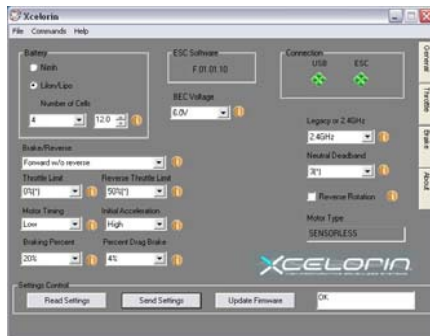 Xcelorin
File Commands Help
Battery
Nimh
LiIon/Lipo
Number of Cells
4 12.0
ESC Software
F.01.01.10
BEC Voltage
6.0V
Connection
USB ESC
Legacy or 2.4GHz
2.4GHz
Neutral Deadband
3(*)
Reverse Rotation
Motor Type
SENSORLESS
Brake/Reverse
Forward w/o reverse
Throttle Limit Reverse Throttle Limit
0%(*) 50%(*)
Motor Timing Initial Acceleration
Low High
Braking Percent Percent Drag Brake
20% 4%
General
Throttle
Brake
About
XCELORIN
Settings Control
Read Settings Send Settings Update Firmware OK